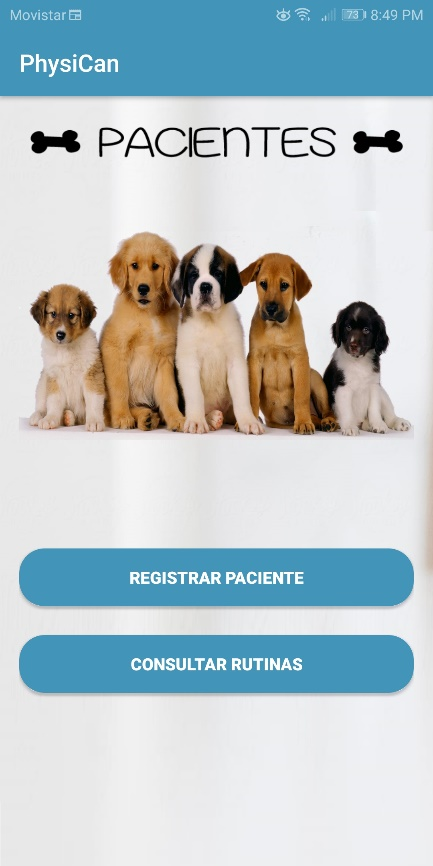 Movistar 73 8:49 PM
PhysiCan
PACIENTES
REGISTRAR PACIENTE
CONSULTAR RUTINAS